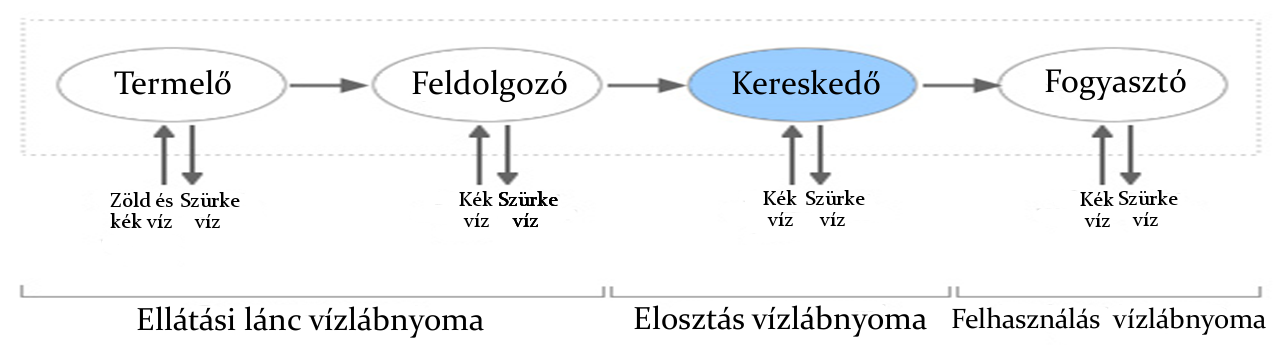 Termelő
Feldolgozó
Kereskedő
Fogyasztó
Zöld és
kék víz
Szürke
víz
Kék
víz
Szürke
víz
Kék
víz
Szürke
víz
Kék
víz
Szürke
víz
Ellátási lánc vízlábnyoma
Elosztás vízlábnyoma
Felhasználás vízlábnyoma